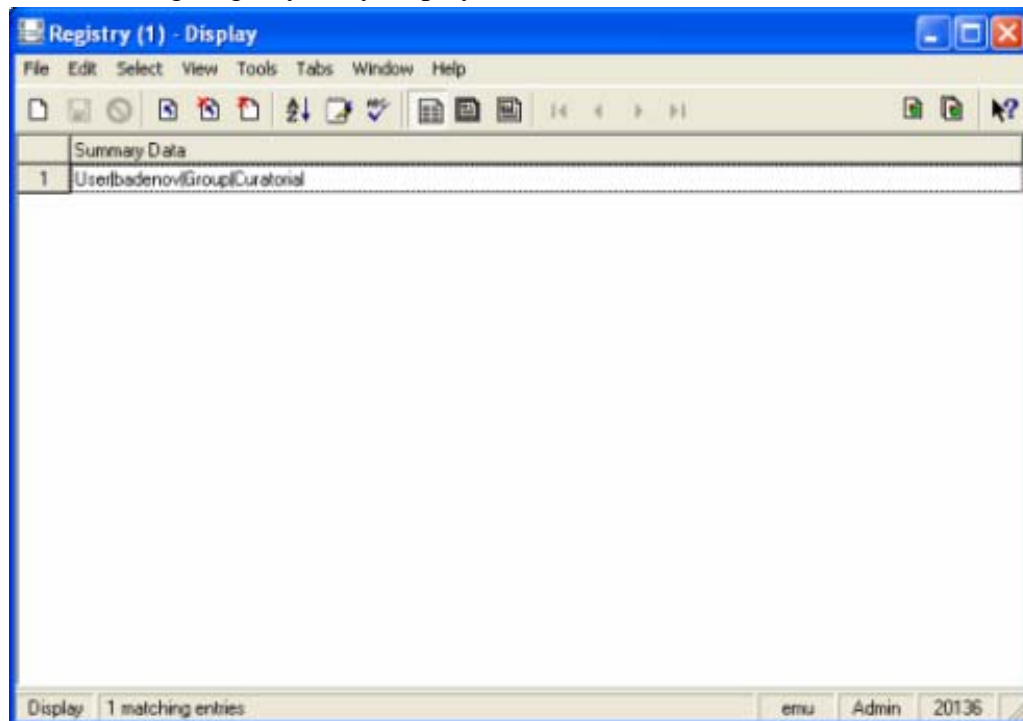 Registry (1) - Display
File Edit Select View Tools Tabs Window Help
Summary Data
1 User|badenov|Group|Curatorial
Display 1 matching entries emu Admin 20136